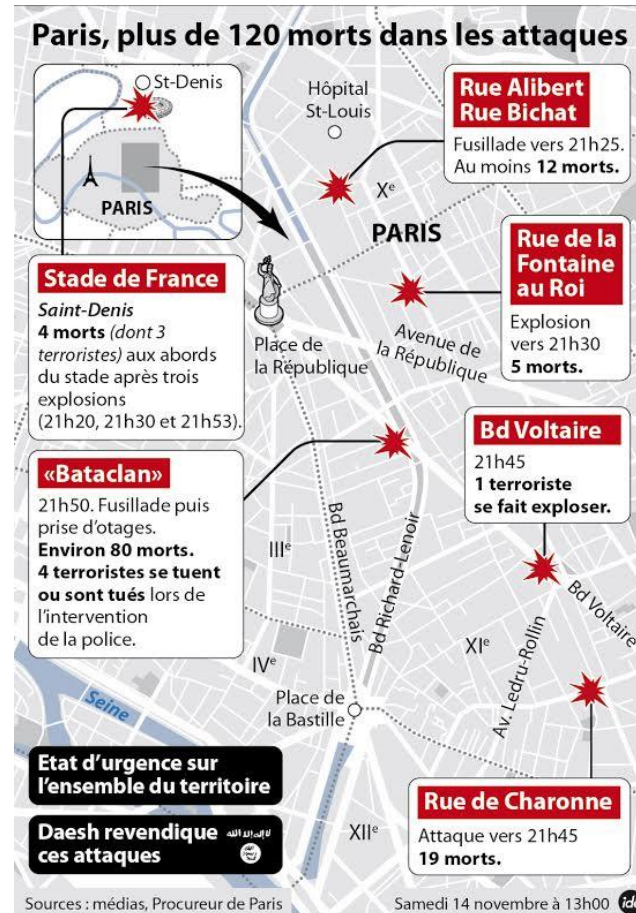 Paris, plus de 120 morts dans les attaques
St-Denis
PARIS
Hôpital
St-Louis
Rue Alibert
Rue Bichat
Fusillade vers 21h25.
Au moins 12 morts.
Xe
PARIS
Rue de la
Fontaine
au Roi
Explosion
vers 21h30
5 morts.
Stade de France
Saint-Denis
4 morts (dont 3
terroristes) aux abords
du stade après trois
explosions
(21h20, 21h30 et 21h53).
Place de
la République
Avenue de
la République
«Bataclan»
21h50. Fusillade puis
prise d’otages.
Environ 80 morts.
4 terroristes se tuent
ou sont tués lors de
l’intervention
de la police.
Bd Voltaire
21h45
1 terroriste
se fait exploser.
IIIe
Bd Beaumarchais
Bd Richard-Lenoir
Bd Voltaire
XIe
Av. Ledru-Rollin
IVe
Seine
Place de
la Bastille
Etat d’urgence sur
l’ensemble du territoire
Daesh revendique
ces attaques
لا إله إلا الله
XIIe
Rue de Charonne
Attaque vers 21h45
19 morts.
Sources : médias, Procureur de Paris
Samedi 14 novembre à 13h00
idé